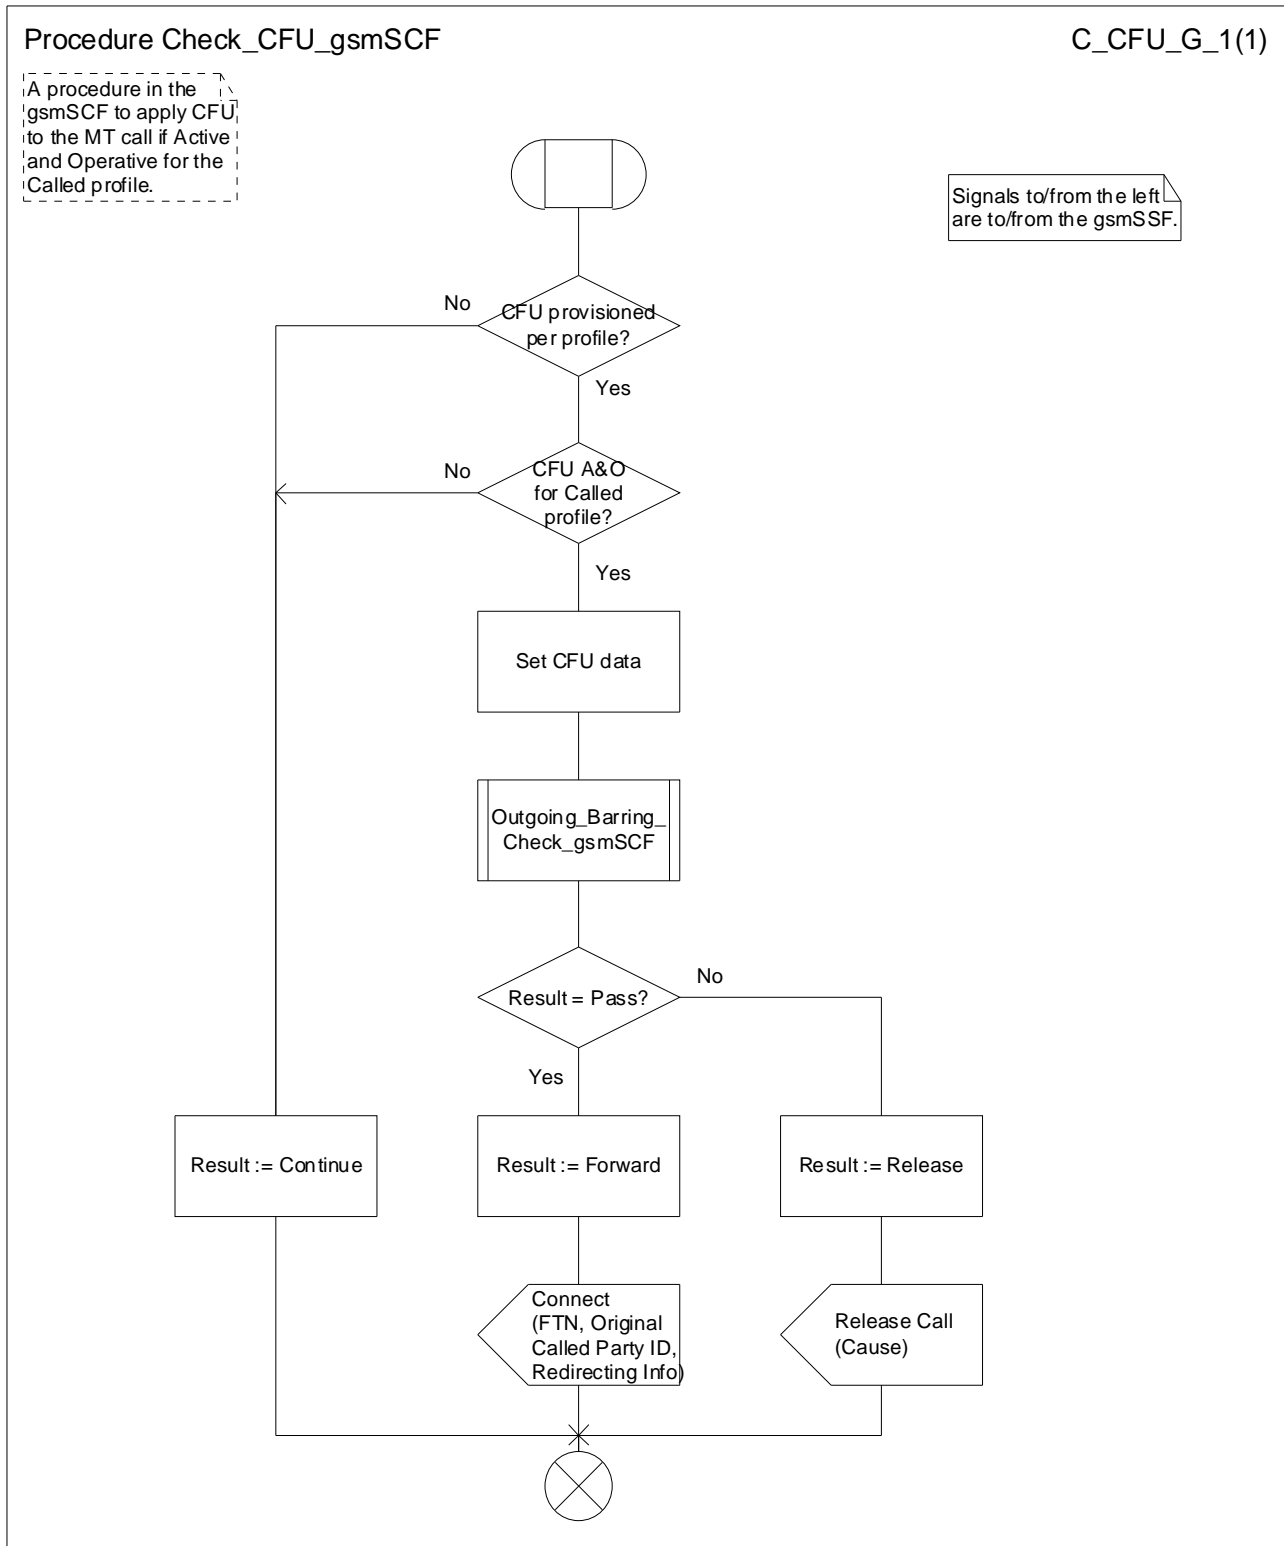 Procedure Check_CFU_gsmSCF
C_CFU_G_1(1)
A procedure in the
gsmSCF to apply CFU
to the MT call if Active
and Operative for the
Called profile.
Signals to/from the left
are to/from the gsmSSF.
No
CFU provisioned
per profile?
Yes
No
CFU A&O
for Called
profile?
Yes
Set CFU data
Outgoing_Barring_
Check_gsmSCF
Result = Pass?
No
Yes
Result := Continue
Result := Forward
Result := Release
Connect
(FTN, Original
Called Party ID,
Redirecting Info)
Release Call
(Cause)